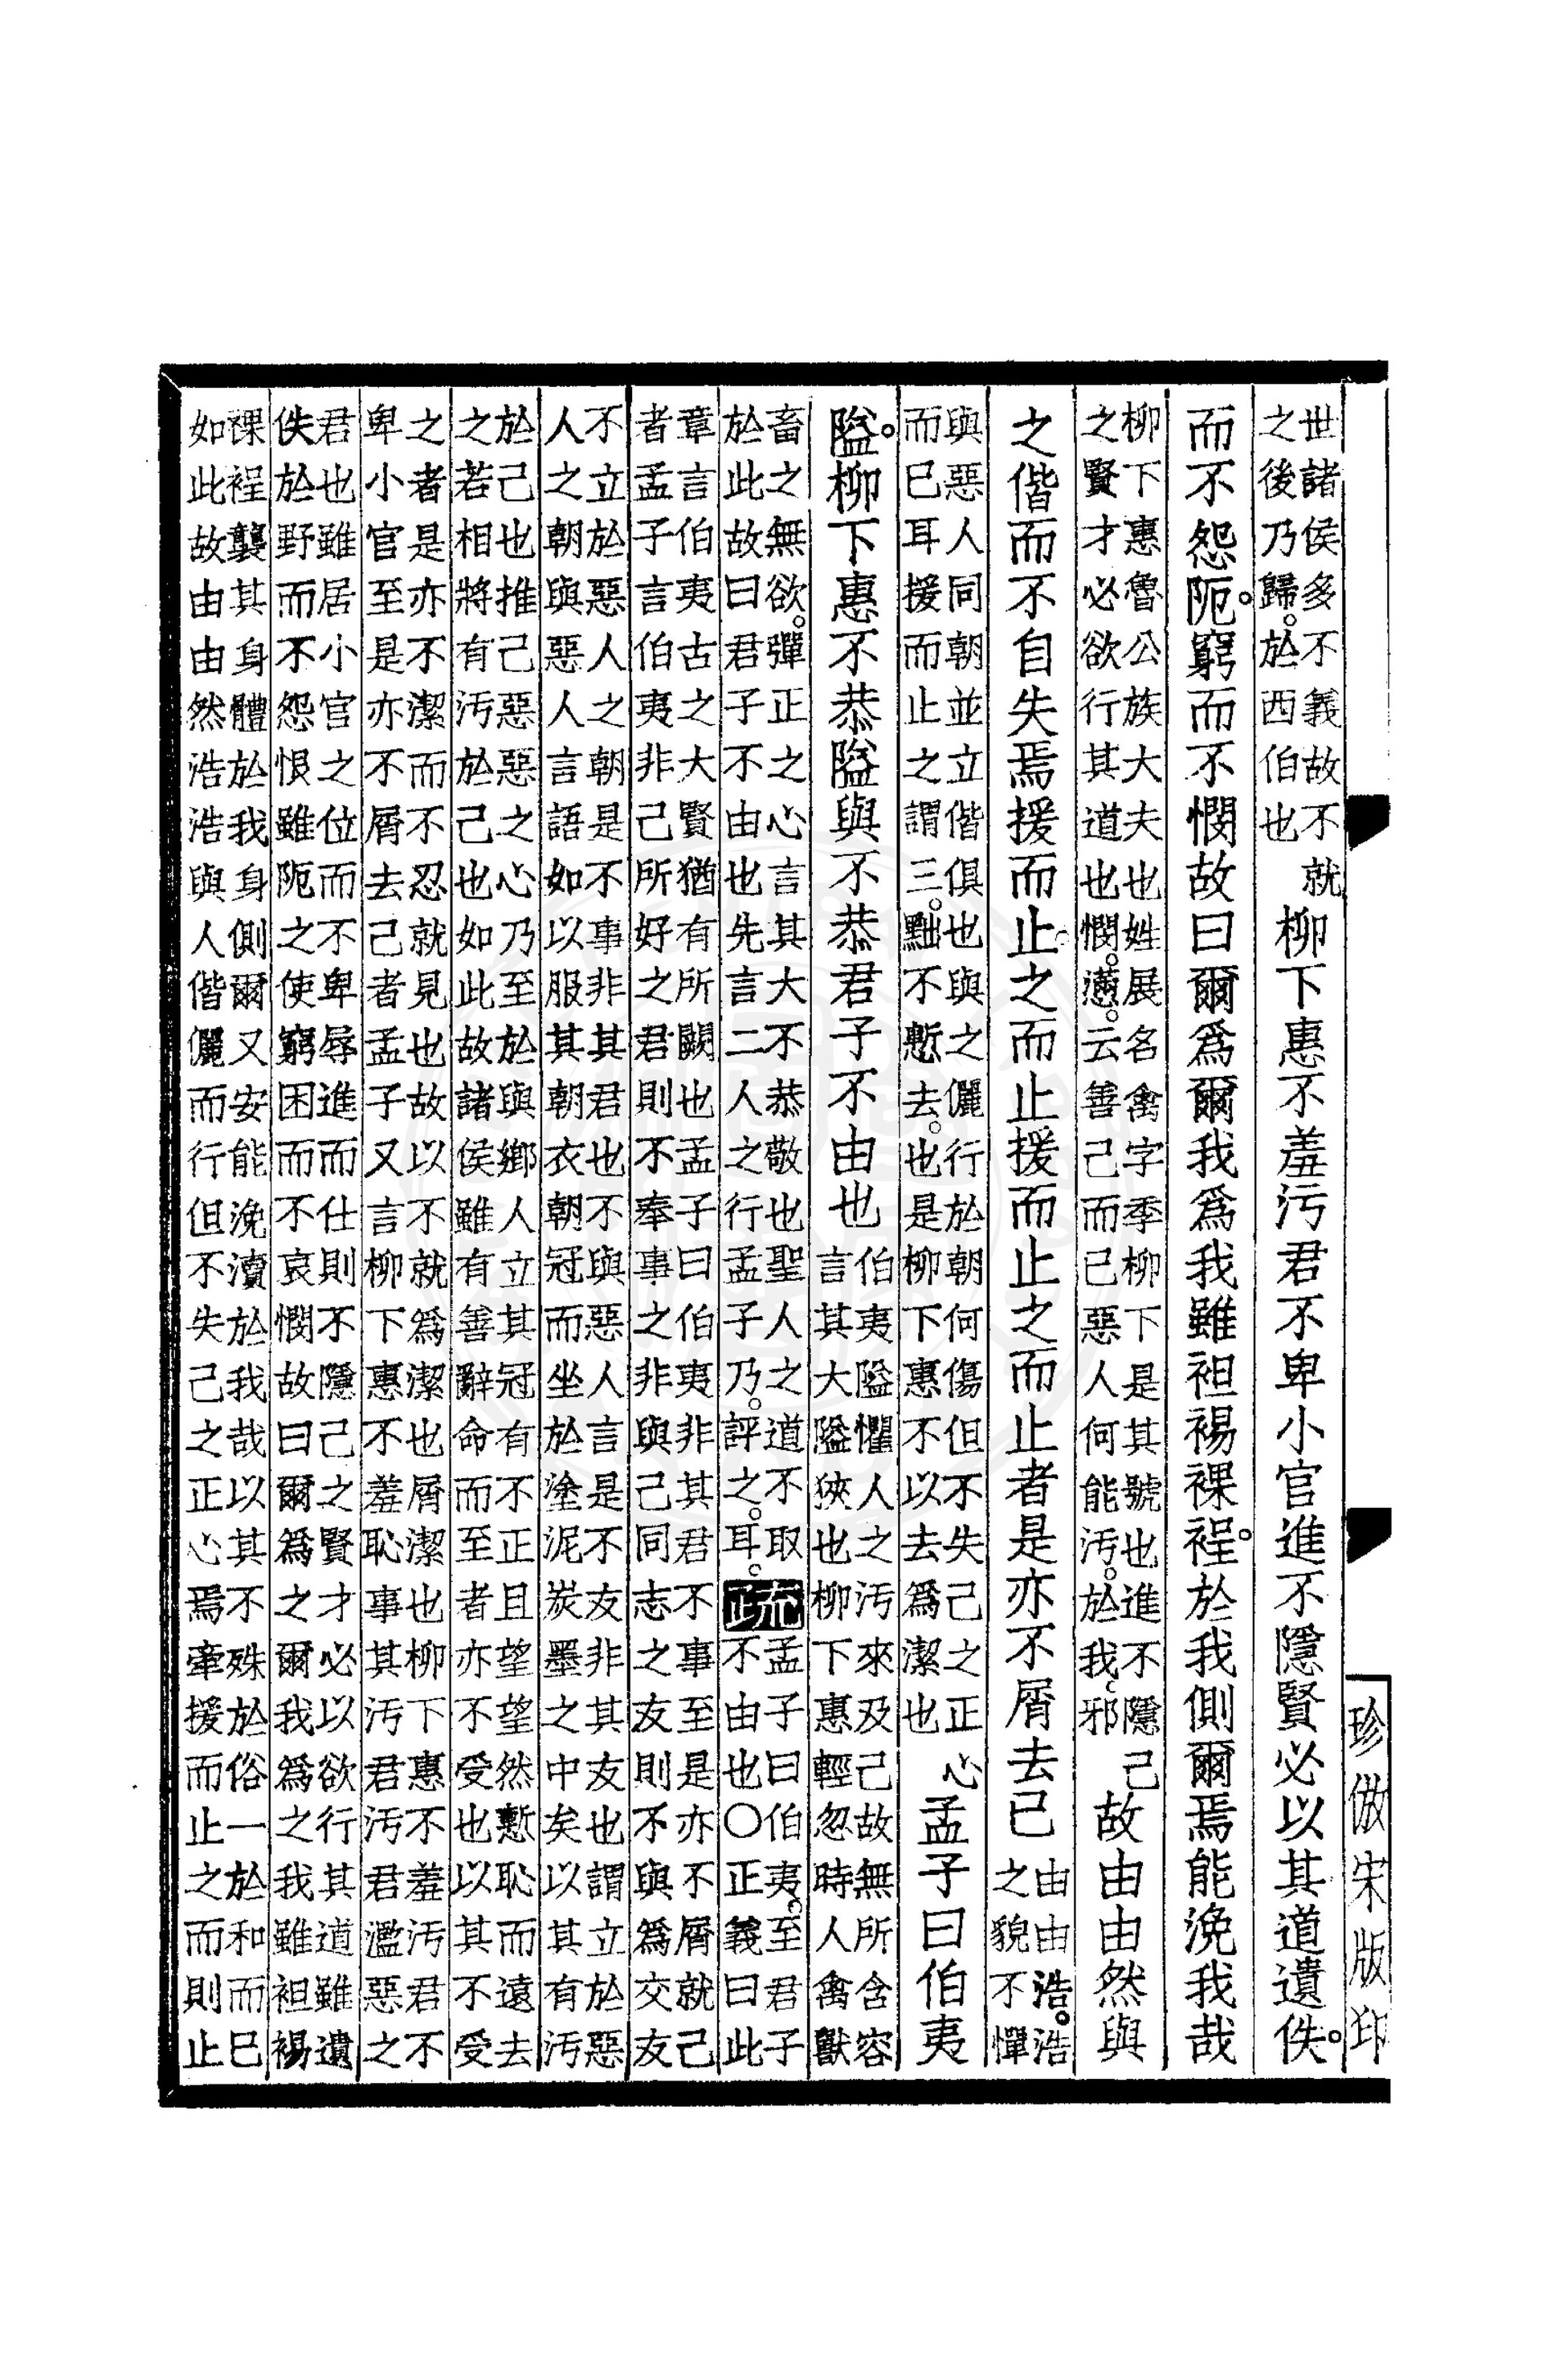 珍倣宋版印
世諸侯多不義故不就
之後乃歸。於西伯也
柳下惠不羞污君不卑小官進不隱賢必以其道遺佚。
而不怨阨。窮而不憫故曰爾爲爾我爲我雖袒裼裸裎。於我側爾焉能浼我哉
柳下惠魯公族大夫也姓展名禽字季柳下是其號也進不隱己
之賢才必欲行其道也憫。懣。云善己而已惡人何能污。於我。邪
故由由然與
之偕而不自失焉援而止。之而止援而止之而止者是亦不屑去已
由由浩。浩
之貌不憚
與惡人同朝並立偕俱也與之儷行於朝何傷但不失己之正心
而已耳援而止之謂三。黜不慙去。也是柳下惠不以去爲潔也
孟子曰伯夷
隘。柳下惠不恭隘與不恭君子不由也
伯夷隘懼人之污來及己故無所含容
言其大隘狹也柳下惠輕忽時人禽獸
畜之無欲。彈正之心言其大不恭敬也聖人之道不取
於此故曰君子不由也先言二人之行孟子乃。評之。耳。
疏
孟子曰伯夷。至君子
不由也○正義曰此
章言伯夷古之大賢猶有所闕也孟子曰伯夷非其君不事至是亦不屑就己
者孟子言伯夷非己所好之君則不奉事之非與己同志之友則不與爲交友
不立於惡人之朝是不事非其君也不與惡人言是不友非其友也謂立於惡
人之朝與惡人言語如以服其朝衣朝冠而坐於塗泥炭墨之中矣以其有汚
於己也推己惡惡之心乃至於與鄉人立其冠有不正且望望然慙恥而遠去
之若相將有污於己也如此故諸侯雖有善辭命而至者亦不受也以其不受
之者是亦不潔而不忍就見也故以不就爲潔也屑潔也柳下惠不羞污君不
卑小官至是亦不屑去己者孟子又言柳下惠不羞恥事其汚君汚君濫惡之
君也雖居小官之位而不卑辱進而仕則不隱己之賢才必以欲行其道雖遺
佚於野而不怨恨雖阨之使窮困而不哀憫故曰爾爲之爾我爲之我雖袒裼
裸裎襲其身體於我身側爾又安能浼瀆於我哉以其不殊於俗一於和而已
如此故由由然浩浩與人偕儷而行但不失己之正心焉牽援而止之而則止